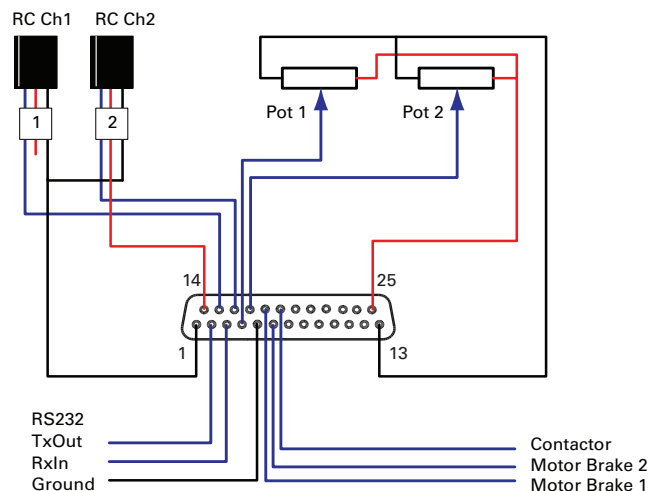 RC Ch1 RC Ch2
1 2
Pot 1 Pot 2
14 25
1 13
RS232
TxOut
RxIn
Ground
Contactor
Motor Brake 2
Motor Brake 1